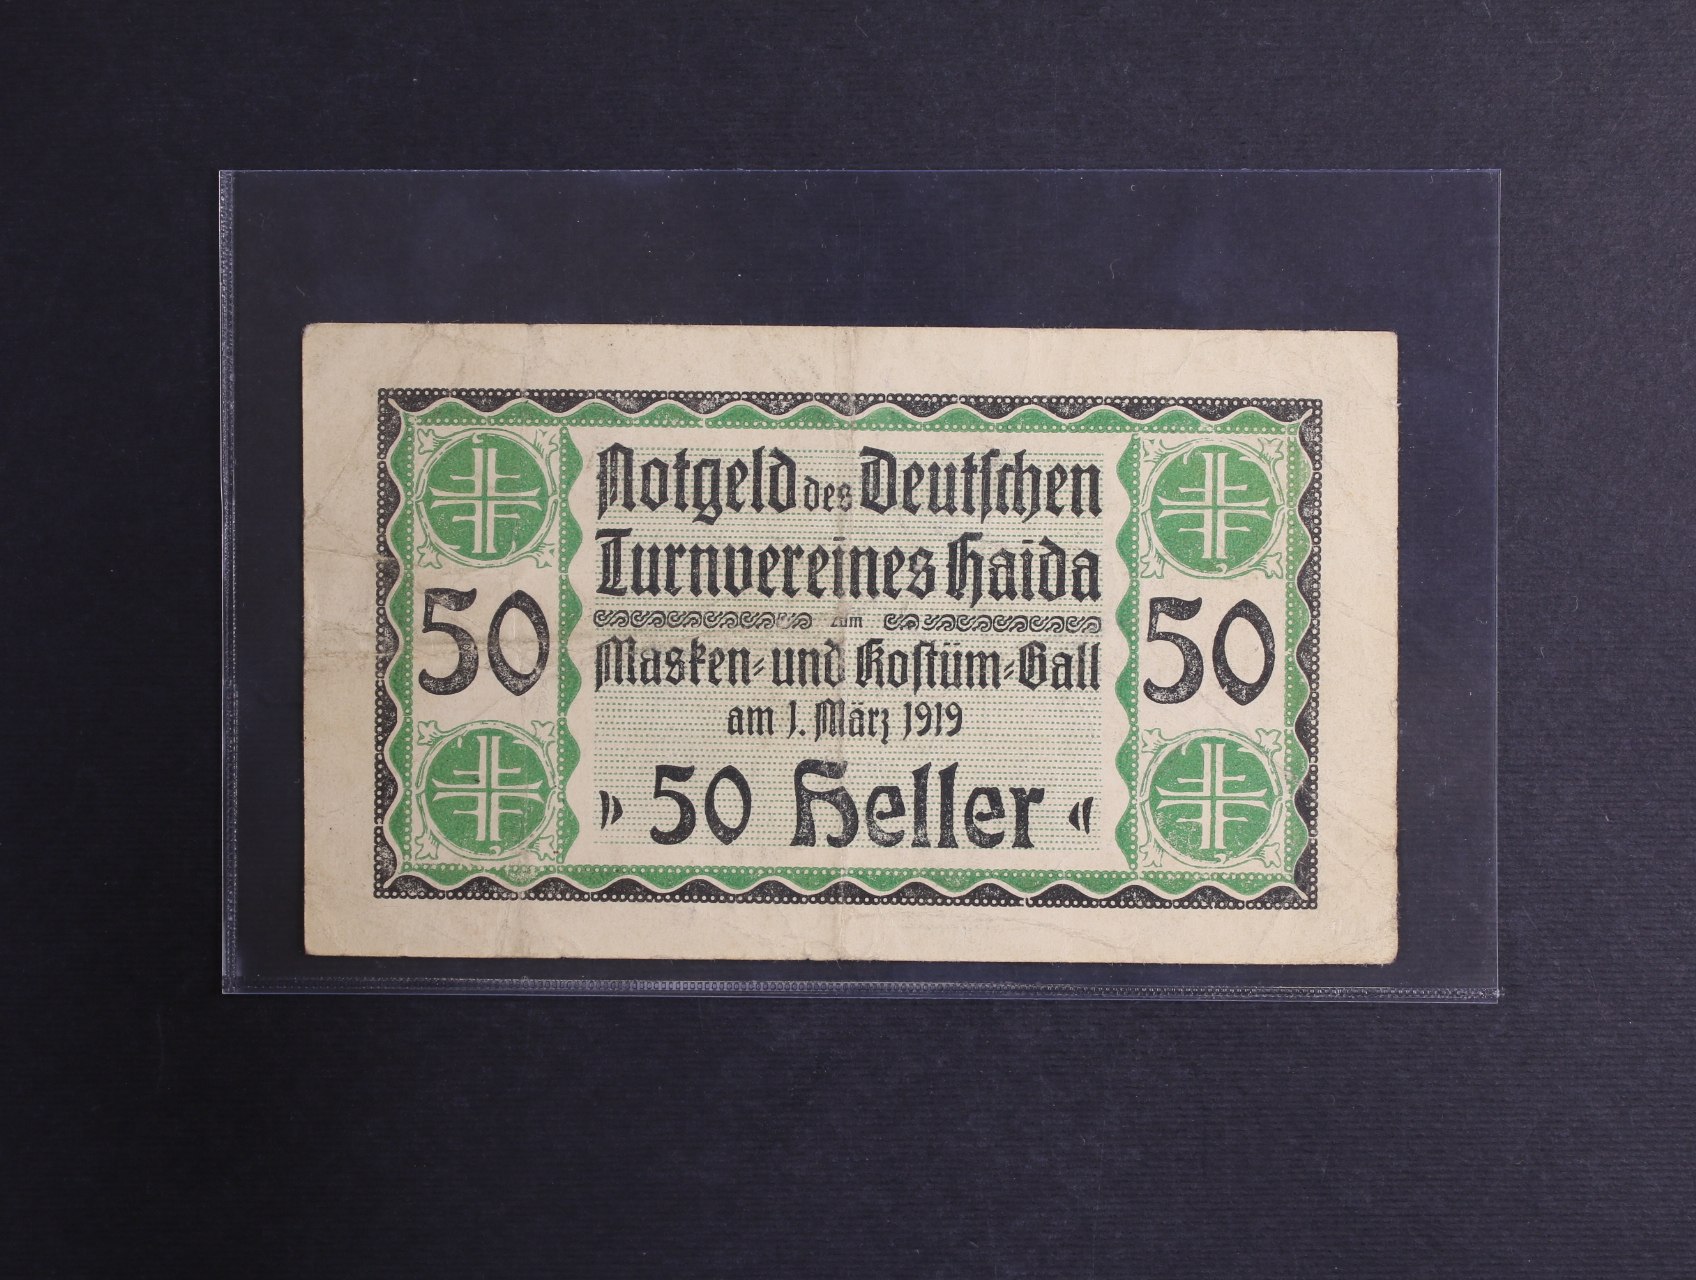 Notgeld des Deutschen
Turnvereines Haida
zum
Masken- und Kostüm-Ball
am 1. März 1919
50 Heller
50
50